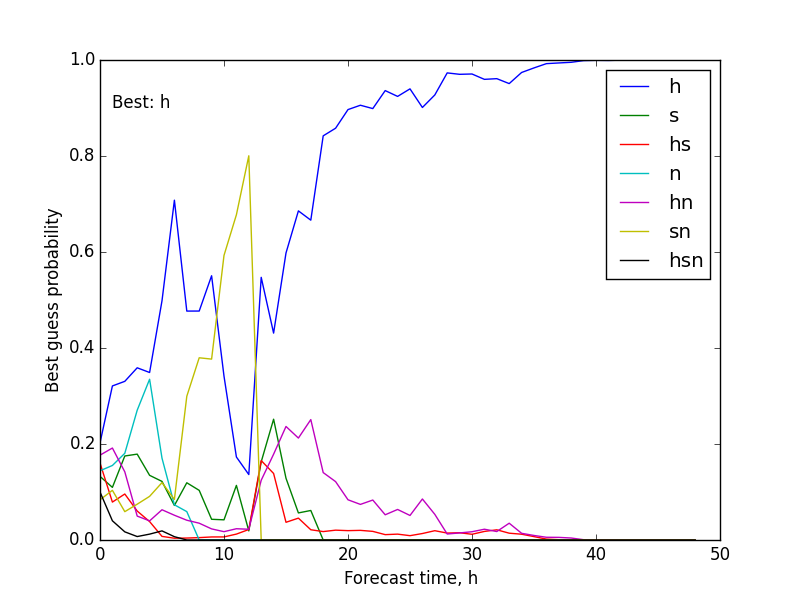 1.0
0.8
0.6
0.4
0.2
0.0
Best guess probability
Best: h
h
s
hs
n
hn
sn
hsn
0 10 20 30 40 50
Forecast time, h